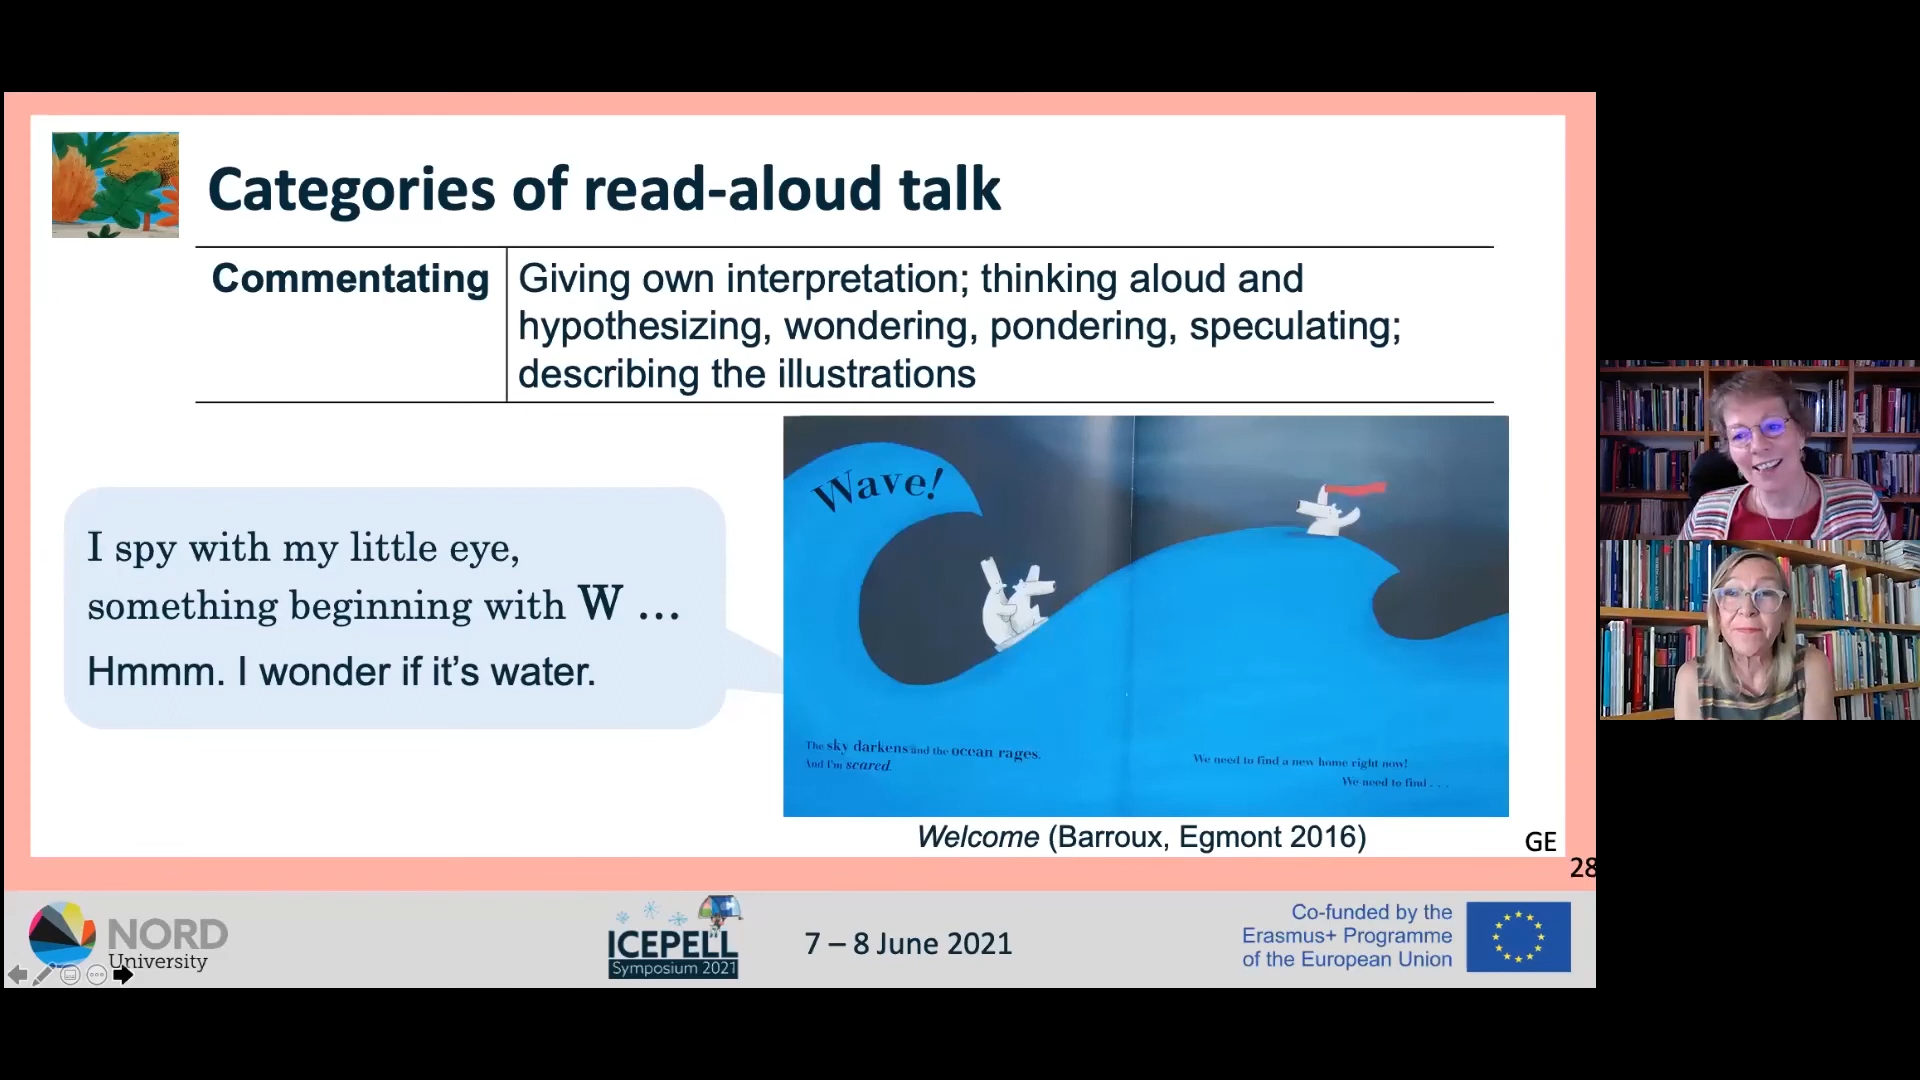 Categories of read-aloud talk
Commentating
Giving own interpretation; thinking aloud and
hypothesizing, wondering, pondering, speculating;
describing the illustrations
I spy with my little eye,
something beginning with W ...
Hmmm. I wonder if it's water.
Wave!
The sky darkens and the ocean rages.
And I'm scared.
We need to find a new home right now!
We need to find . . .
Welcome (Barroux, Egmont 2016)
GE
28
NORD
University
ICEPELL
Symposium 2021
7 – 8 June 2021
Co-funded by the
Erasmus+ Programme
of the European Union